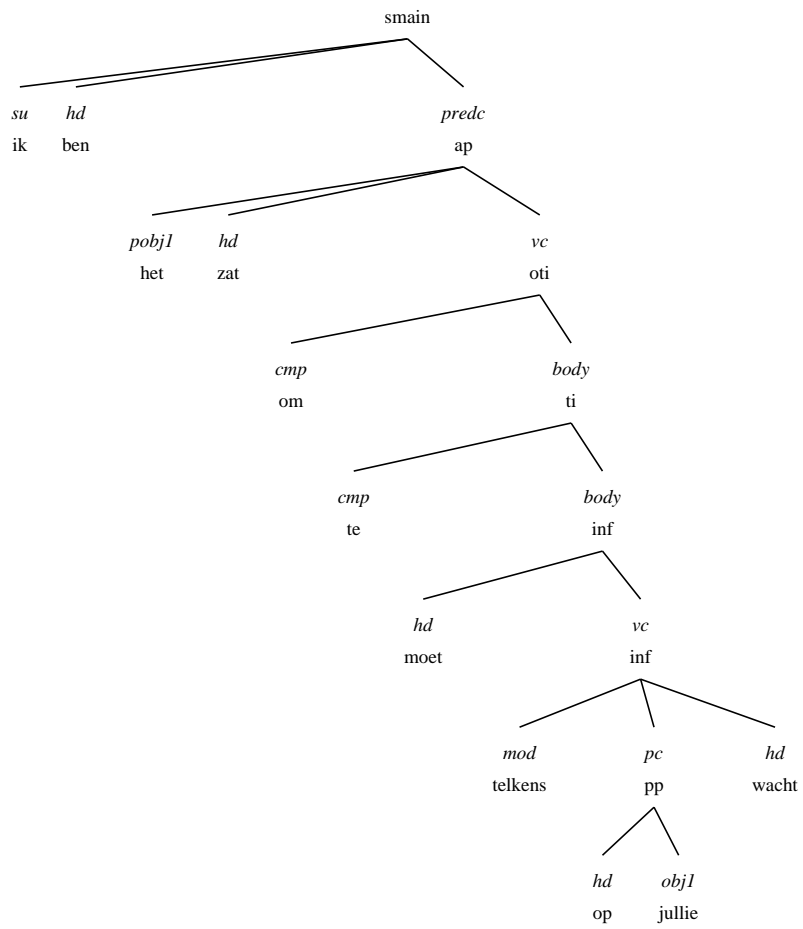 smain
su hd predc
ik ben ap
pobj1 hd vc
het zat oti
cmp body
om ti
cmp body
te inf
hd vc
moet inf
mod pc hd
telkens pp wacht
hd obj1
op jullie